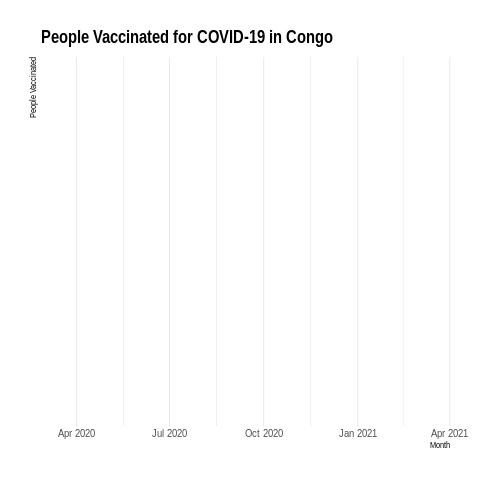 People Vaccinated for COVID-19 in Congo
People Vaccinated
Apr 2020
Jul 2020
Oct 2020
Jan 2021
Apr 2021
Month